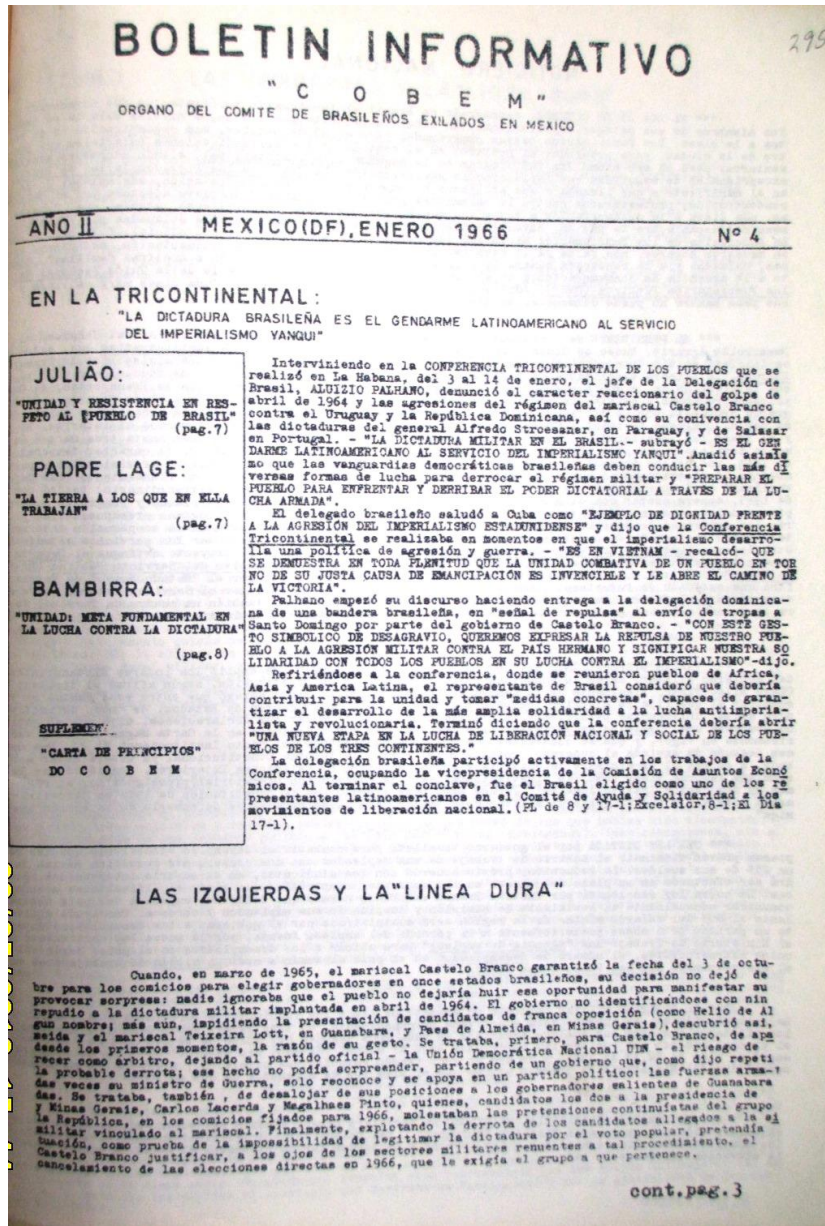 BOLETIN INFORMATIVO
295
" C O B E M "
ORGANO DEL COMITE DE BRASILEÑOS EXILADOS EN MEXICO
AÑO II MEXICO(DF),ENERO 1966 Nº 4
EN LA TRICONTINENTAL:
"LA DICTADURA BRASILEÑA ES EL GENDARME LATINOAMERICANO AL SERVICIO
DEL IMPERIALISMO YANQUI"
JULIÃO:
"UNIDAD Y RESISTENCIA EN RES-
PETO AL PUEBLO DE BRASIL"
(pag.7)
PADRE LAGE:
"LA TIERRA A LOS QUE EN ELLA
TRABAJAN"
(pag.7)
BAMBIRRA:
"UNIDAD: META FUNDAMENTAL EN
LA LUCHA CONTRA LA DICTADURA"
(pag.8)
"CARTA DE PRINCIPIOS"
DO C O B E M
Interviniendo en la CONFERENCIA TRICONTINENTAL DE LOS PUEBLOS que se
realizó en La Habana, del 3 al 14 de enero, el jefe de la Delegación de
Brasil, ALUIZIO PALHANO, denunció el caracter reaccionario del golpe de
abril de 1964 y las agresiones del régimen del mariscal Castelo Branco
contra el Uruguay y la República Dominicana, así como su conivencia con
las dictaduras del general Alfredo Stroesaner, en Paraguay, y de Salasar
en Portugal. - "LA DICTADURA MILITAR EN EL BRASIL.- subrayó - ES EL GEN
DARME LATINOAMERICANO AL SERVICIO DEL IMPERIALISMO YANQUI".Anadió asimis
mo que las vanguardias democráticas brasileñas deben conducir las más di
versas formas de lucha para derrocar el régimen militar y "PREPARAR EL
PUEBLO PARA ENFRENTAR Y DERRIBAR EL PODER DICTATORIAL A TRAVÉS DE LA LU-
CHA ARMADA".
El delegado brasileño saludó a Cuba como "EJEMPLO DE DIGNIDAD FRENTE
A LA AGRESIÓN DEL IMPERIALISMO ESTADUNIDENSE" y dijo que la Conferencia
Tricontinental se realizaba en momentos en que el imperialismo desarro-
lla una política de agresión y guerra. - "ES EN VIETNAM - recalcó- QUE
SE DEMUESTRA EN TODA PLENITUD QUE LA UNIDAD COMBATIVA DE UN PUEBLO EN TOR
NO DE SU JUSTA CAUSA DE EMANCIPACIÓN ES INVENCIBLE Y LE ABRE EL CAMINO DE
LA VICTORIA".
Palhano empezó su discurso haciendo entrega a la delegación dominica-
na de una bandera brasileña, en "señal de repulsa" al envío de tropas a
Santo Domingo por parte del gobierno de Castelo Branco. - "CON ESTE GES-
TO SIMBOLICO DE DESAGRAVIO, QUEREMOS EXPRESAR LA REPULSA DE NUESTRO PUE-
BLO A LA AGRESIÓN MILITAR CONTRA EL PAÍS HERMANO Y SIGNIFICAR NUESTRA SO
LIDARIDAD CON TODOS LOS PUEBLOS EN SU LUCHA CONTRA EL IMPERIALISMO"-dijo.
Refiriéndose a la conferencia, donde se reunieron pueblos de Africa,
Asia y America Latina, el representante de Brasil consideró que debería
contribuir para la unidad y tomar "medidas concretas", capaces de garan-
tizar el desarrollo de la más amplia solidaridad a la lucha antiimperia-
lista y revolucionaria. Terminó diciendo que la conferencia debería abrir
"UNA NUEVA ETAPA EN LA LUCHA DE LIBERACIÓN NACIONAL Y SOCIAL DE LOS PUE-
BLOS DE LOS TRES CONTINENTES."
La delegación brasileña participó activamente en los trabajos de la
Conferencia, ocupando la vicepresidencia de la Comisión de Asuntos Econó
micos. Al terminar el conclave, fue el Brasil eligido como uno de los re
presentantes latinoamericanos en el Comité de Ayuda y Solidaridad a los
movimientos de liberación nacional.(PL de 8 y 17-1;Excelsior,8-1;El Dia
17-1).
LAS IZQUIERDAS Y LA"LINEA DURA"
Cuando, en marzo de 1965, el mariscal Castelo Branco garantizó la fecha del 3 de octu-
bre para los comicios para elegir gobernadores en once estados brasileños, su decisión no dejó de
provocar sorpresa: nadie ignoraba que el pueblo no dejaría huir esa oportunidad para manifestar su
repudio a la dictadura militar implantada en abril de 1964. El gobierno no identificándose con nin
gun nombre; más aun, impidiendo la presentación de candidatos de franca oposición (como Helio de Al
meida y el mariscal Teixeira Lott, en Guanabara, y Paes de Almeida, en Minas Gerais),descubrió así,
desde los primeros momentos, la razón de su gesto. Se trataba, primero, para Castelo Branco, de apa
recer como árbitro, dejando al partido oficial - la Unión Democrática Nacional UDN - el riesgo de
la probable derrota; ese hecho no podía sorpreender, partiendo de un gobierno que, como dijo repeti
das veces su ministro de Guerra, solo reconoce y se apoya en un partido político: las fuerzas arma-
das. Se trataba, también , de desalojar de sus posiciones a los gobernadores salientes de Guanabara
y Minas Gerais, Carlos Lacerda y Magalhaes Pinto, quienes, candidatos los dos a la presidencia de
la República, en los comicios fijados para 1966, molestaban las pretensiones continuistas del grupo
militar, vinculado al mariscal. Finalmente, explotando la derrota de los candidatos allegados a la si
tuación, como prueba de la impossibilidad de legitimar la dictadura por el voto popular, pretendía
Castelo Branco justificar, a los ojos de los sectores militares renuentes a tal procedimiento, el
cancelamiento de las elecciones directas en 1966, que le exigía el grupo a que pertenece.
cont.pag.3